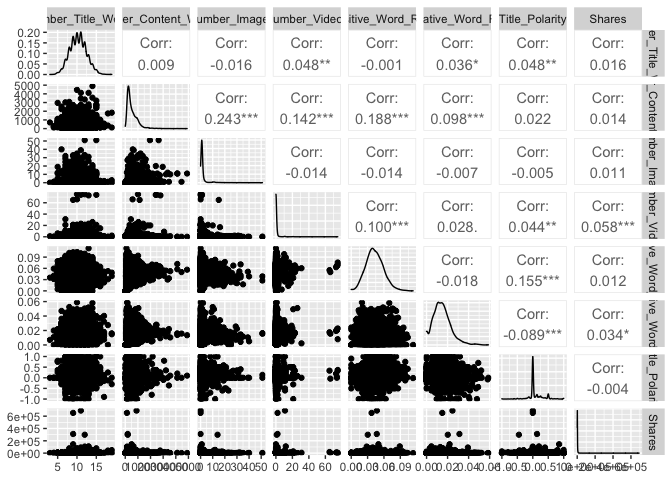 nber_Title_Wo er_Content_W umber_Image umber_Video itive_Word_R ative_Word_R Title_Polarity Shares
0.20
0.15
0.10
0.05
0.00
Corr:
0.009
Corr:
-0.016
Corr:
0.048**
Corr:
-0.001
Corr:
0.036*
Corr:
0.048**
Corr:
0.016
er_Title_
5000
4000
3000
2000
1000
0
Corr:
0.243***
Corr:
0.142***
Corr:
0.188***
Corr:
0.098***
Corr:
0.022
Corr:
0.014
_Content
50
40
30
20
10
0
Corr:
-0.014
Corr:
-0.014
Corr:
-0.007
Corr:
-0.005
Corr:
0.011
mber_Ima
60
40
20
0
Corr:
0.100***
Corr:
0.028.
Corr:
0.044**
Corr:
0.058***
mber_Vid
0.09
0.06
0.03
0.00
Corr:
-0.018
Corr:
0.155***
Corr:
0.012
ve_Word
0.06
0.04
0.02
0.00
Corr:
-0.089***
Corr:
0.034*
ve_Word
1.0
0.5
0.0
-0.5
-1.0
Corr:
-0.004
tle_Polar
6e+05
4e+05
2e+05
0e+00
Shares
5 10 15
0 20 40 60